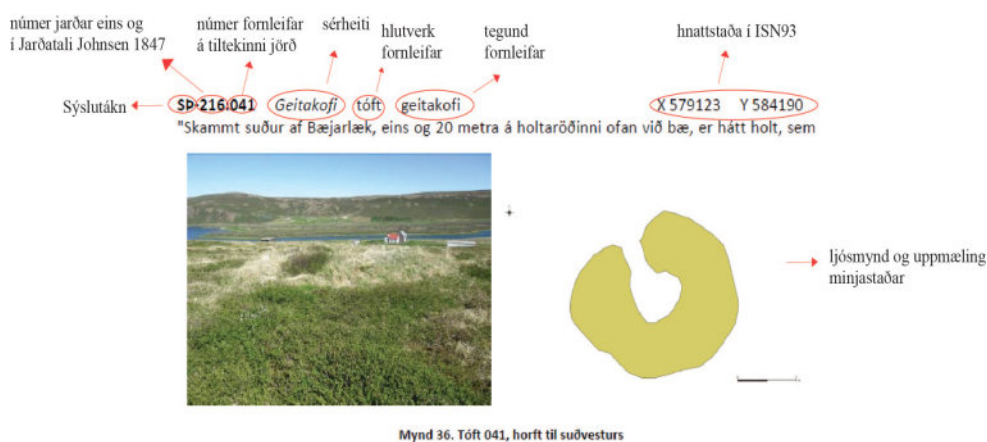 númer jarðar eins og
í Jarðatali Johnsen 1847
númer fornleifar
á tiltekinni jörð
sérheiti
hlutverk
fornleifar
tegund
fornleifar
hnattstaða í ISN93
Sýslutákn
SÞ-216:041 Geitakofi tóft geitakofi X 579123 Y 584190
"Skammt suður af Bæjarlæk, eins og 20 metra á holtaröðinni ofan við bæ, er hátt holt, sem
ljósmynd og uppmæling
minjastaðar
Mynd 36. Tóft 041, horft til suðvesturs